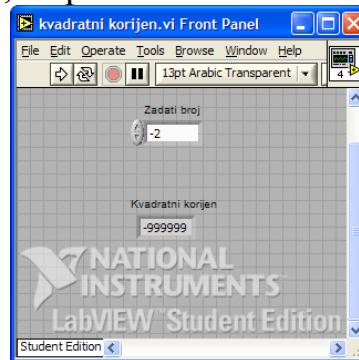 kvadratni korijen.vi Front Panel
File Edit Operate Tools Browse Window Help
13pt Arabic Transparent
4
Zadati broj
-2
Kvadratni korijen
-999999
NATIONAL
INSTRUMENTS
LabVIEW™ Student Edition
Student Edition